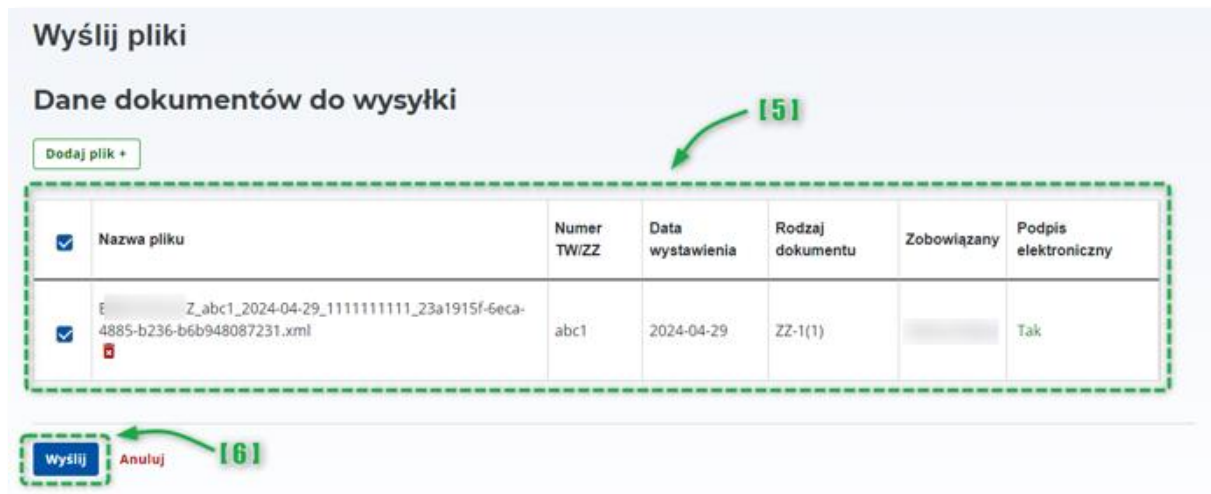 Wyślij pliki
Dane dokumentów do wysyłki
[5]
Dodaj plik +
Nazwa pliku
Numer TW/ZZ
Data wystawienia
Rodzaj dokumentu
Zobowiązany
Podpis elektroniczny
Z_abc1_2024-04-29_1111111111_23a1915f-6eca-
4885-b236-b6b948087231.xml
abc1
2024-04-29
ZZ-1(1)
Tak
Wyślij
Anuluj
[6]